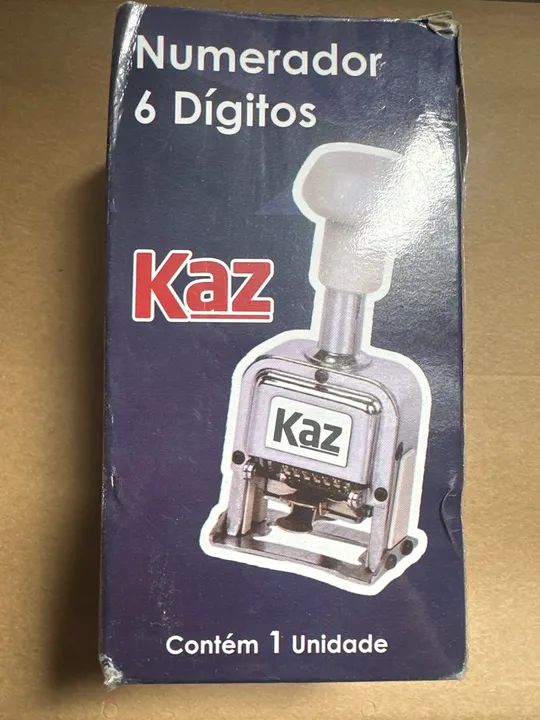 Numerador
6 Dígitos
Kaz
Kaz
Contém 1 Unidade